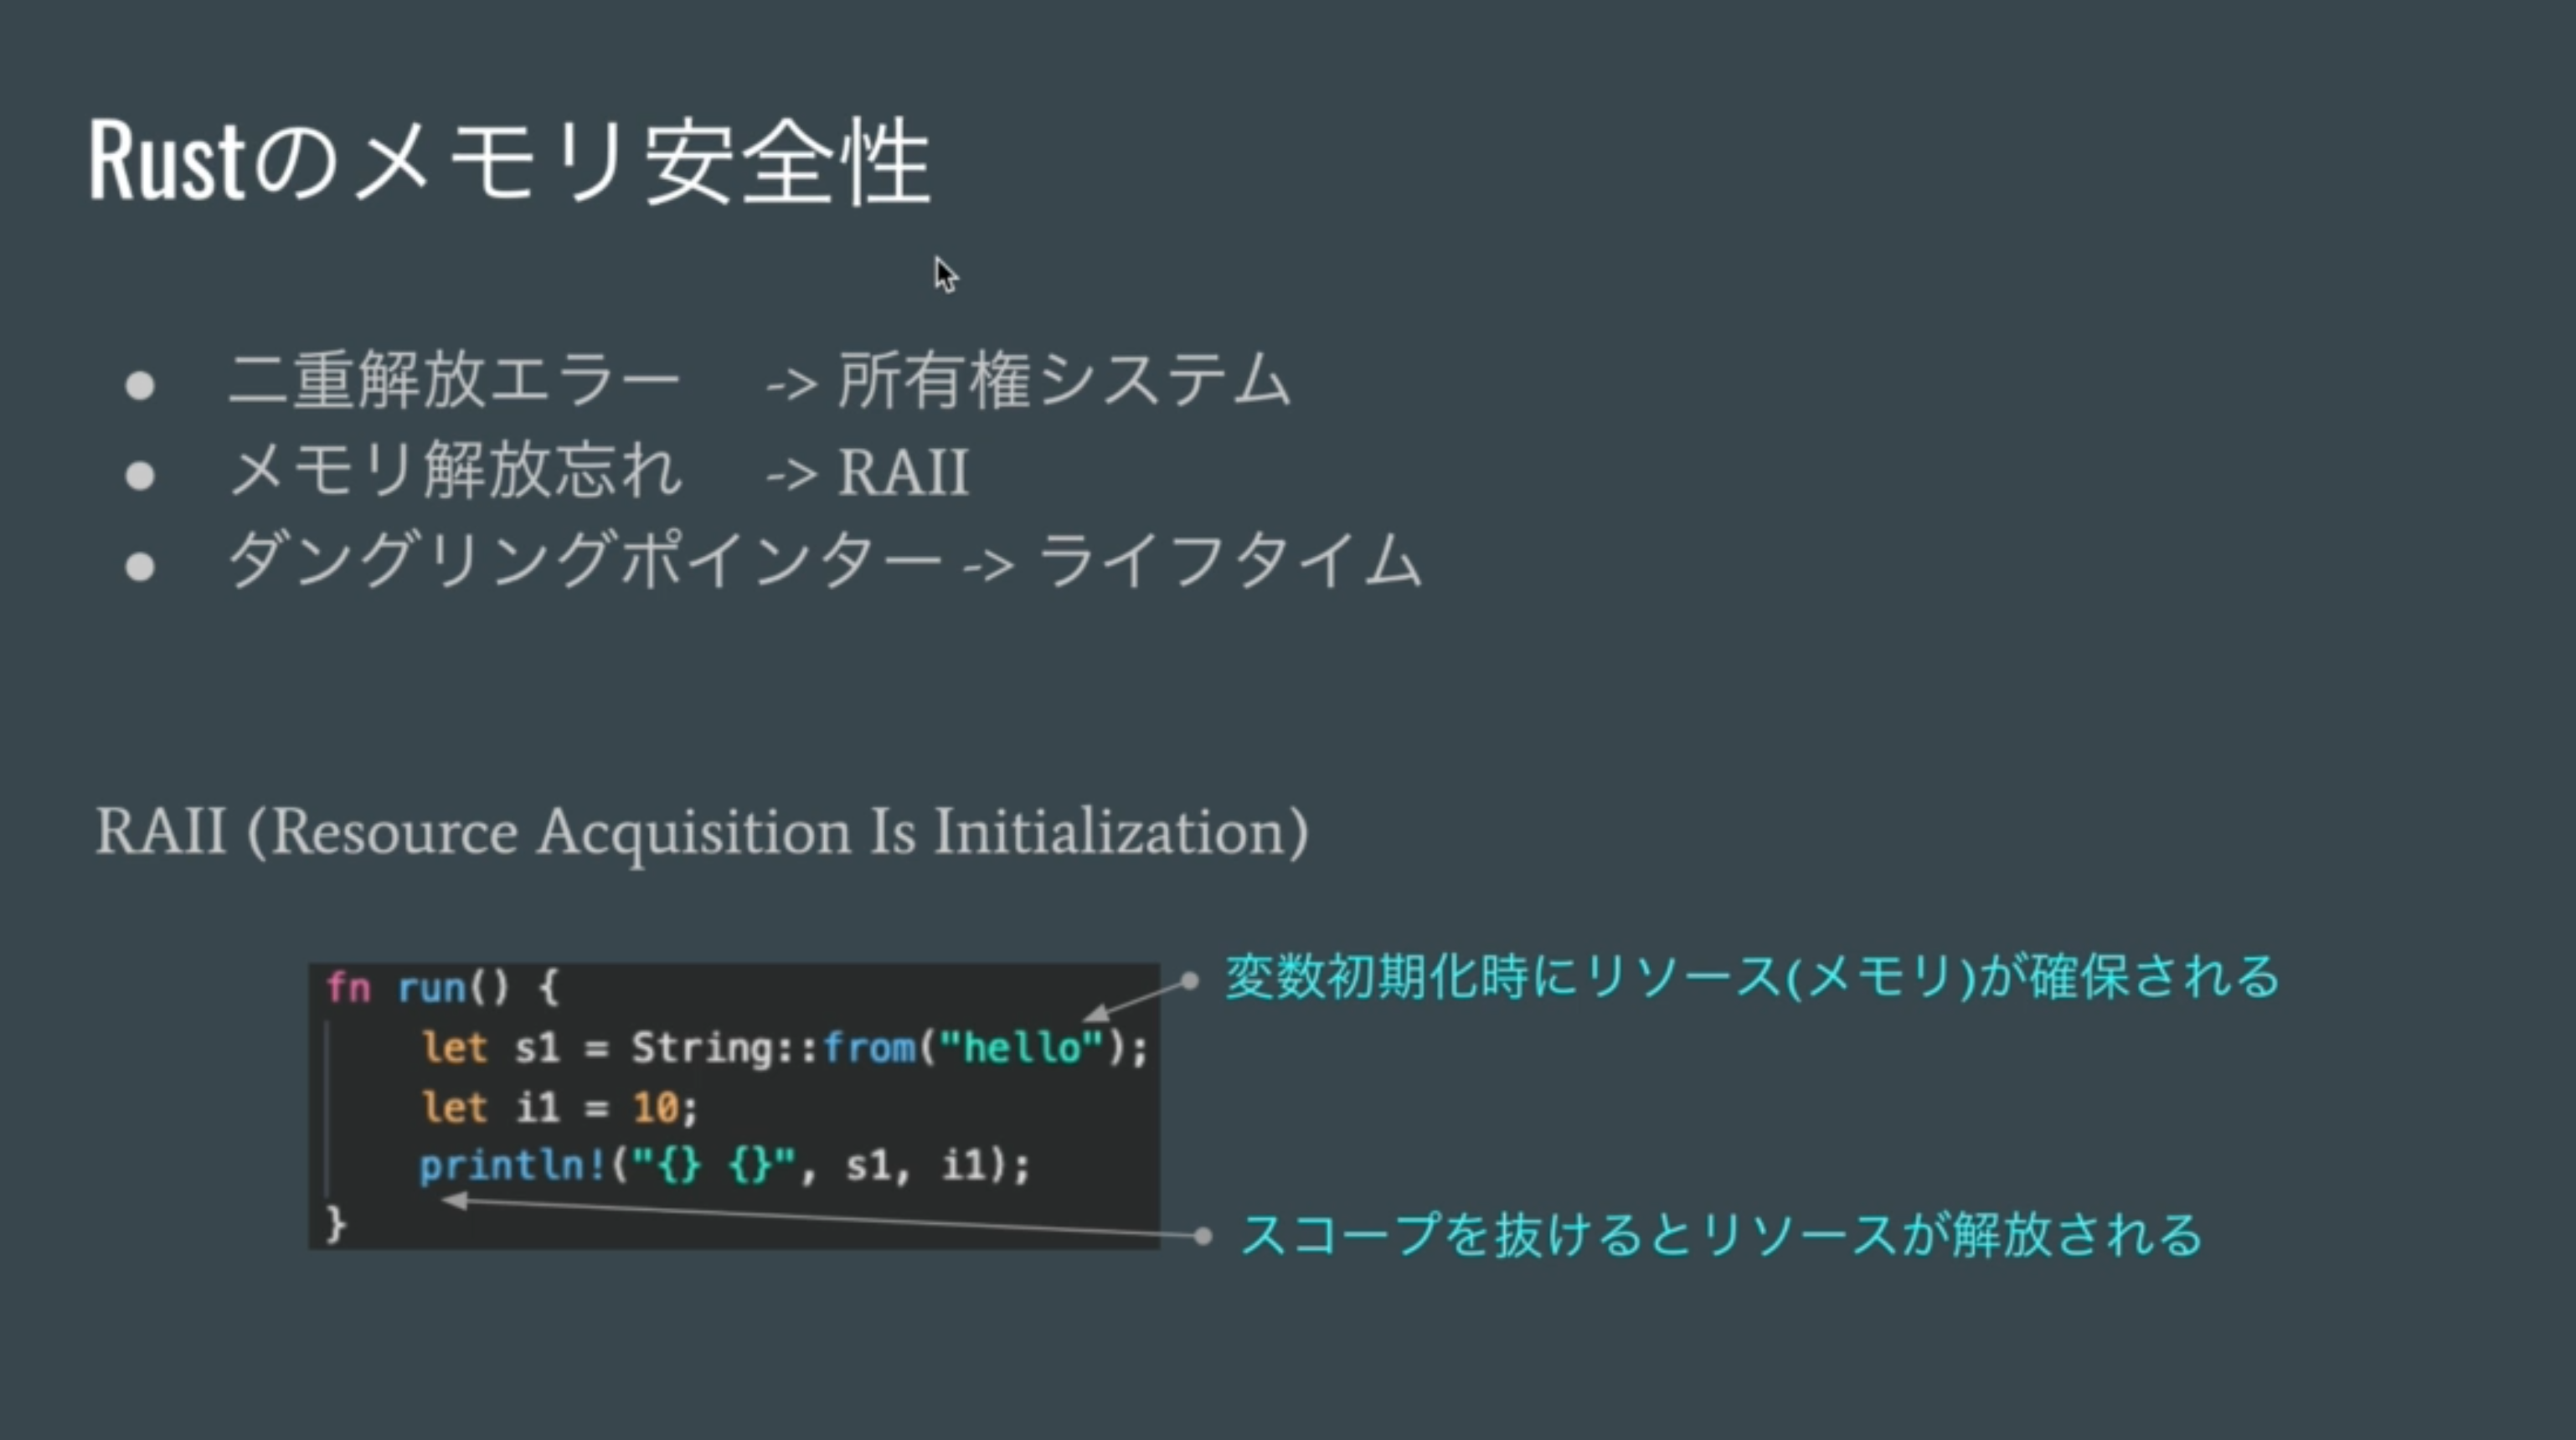 Rustのメモリ安全性
● 二重解放エラー -> 所有権システム
● メモリ解放忘れ -> RAII
● ダングリングポインター -> ライフタイム
RAII (Resource Acquisition Is Initialization)
変数初期化時にリソース(メモリ)が確保される
fn run() {
let s1 = String::from("hello");
let i1 = 10;
println!("{} {}", s1, i1);
}
スコープを抜けるとリソースが解放される